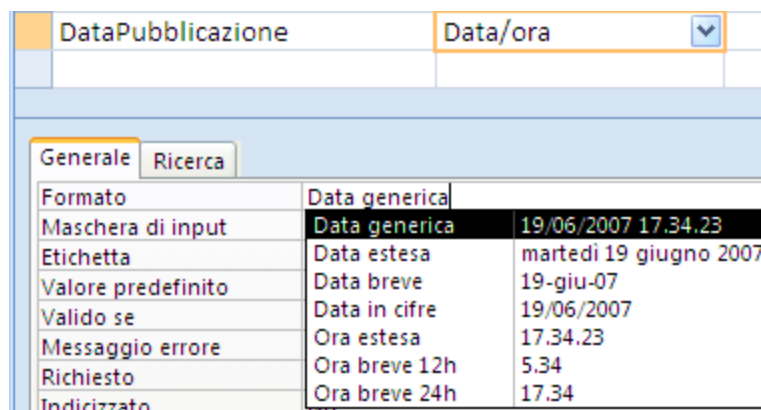 DataPubblicazione Data/ora
Generale Ricerca
Formato Data generica
Maschera di input Data generica 19/06/2007 17.34.23
Etichetta Data estesa martedì 19 giugno 2007
Valore predefinito Data breve 19-giu-07
Valido se Data in cifre 19/06/2007
Messaggio errore Ora estesa 17.34.23
Richiesto Ora breve 12h 5.34
Indicizzato Ora breve 24h 17.34